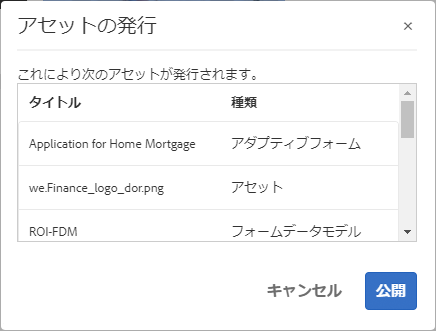 アセットの発行
×
これにより次のアセットが発行されます。
タイトル 種類
Application for Home Mortgage アダプティブフォーム
we.Finance_logo_dor.png アセット
ROI-FDM フォームデータモデル
キャンセル 公開